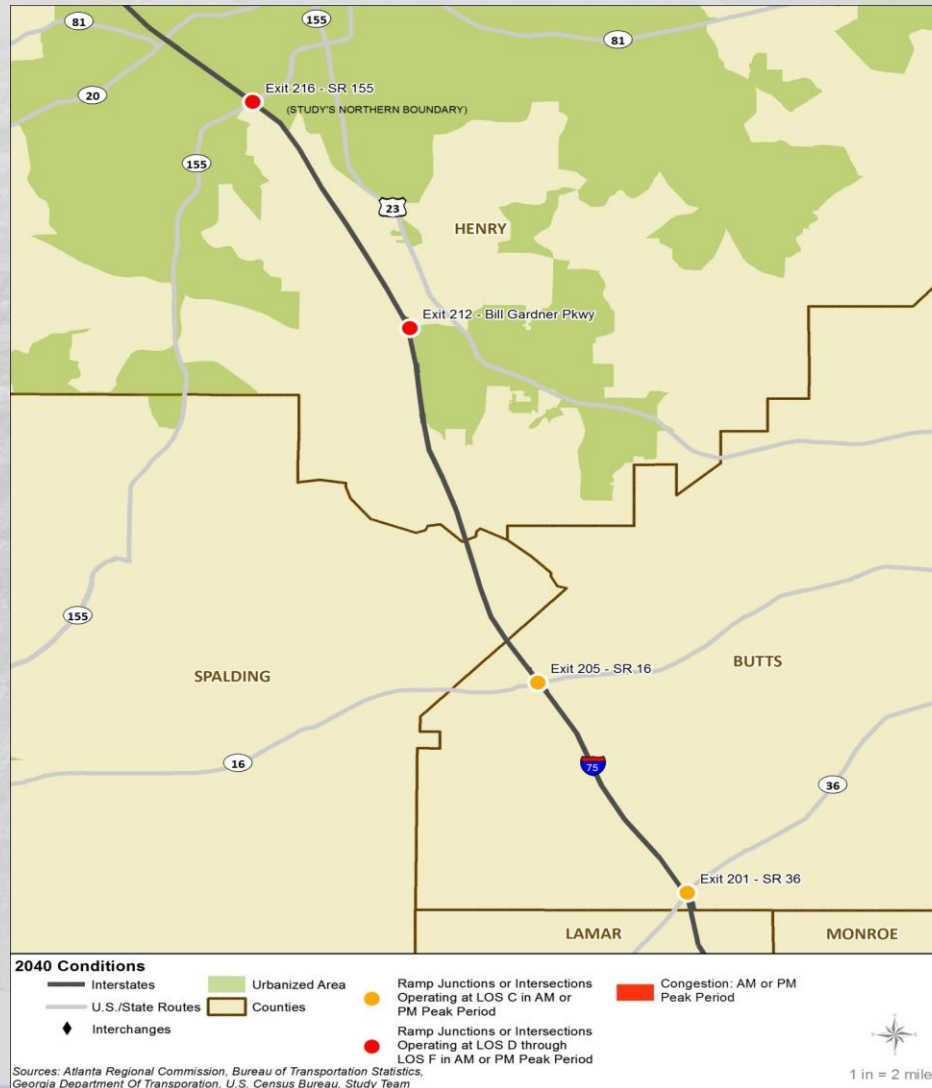 81
155
81
20
Exit 216 - SR 155
(STUDY'S NORTHERN BOUNDARY)
155
23
HENRY
Exit 212 - Bill Gardner Pkwy
155
SPALDING
Exit 205 - SR 16
BUTTS
16
75
36
Exit 201 - SR 36
LAMAR
MONROE
2040 Conditions
Interstates
U.S./State Routes
Interchanges
Urbanized Area
Counties
Ramp Junctions or Intersections
Operating at LOS C in AM or
PM Peak Period
Ramp Junctions or Intersections
Operating at LOS D through
LOS F in AM or PM Peak Period
Congestion: AM or PM
Peak Period
Sources: Atlanta Regional Commission, Bureau of Transportation Statistics,
Georgia Department Of Transporation, U.S. Census Bureau, Study Team
1 in = 2 mile